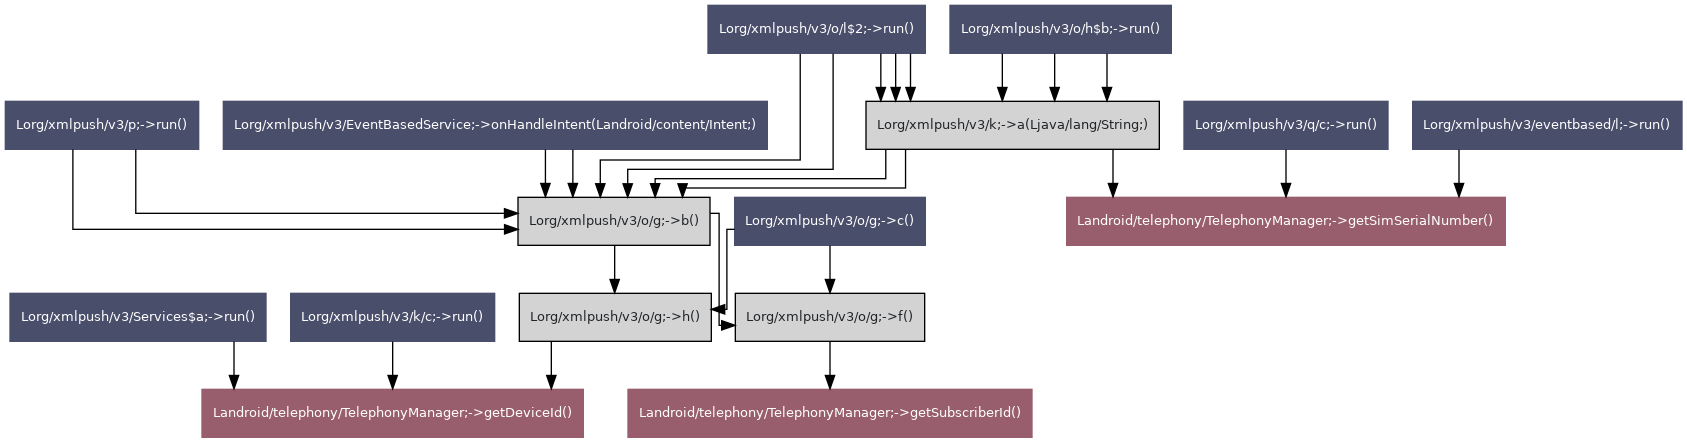 Lorg/xmlpush/v3/o/l$2;->run()
Lorg/xmlpush/v3/o/h$b;->run()
Lorg/xmlpush/v3/p;->run()
Lorg/xmlpush/v3/EventBasedService;->onHandleIntent(Landroid/content/Intent;)
Lorg/xmlpush/v3/k;->a(Ljava/lang/String;)
Lorg/xmlpush/v3/q/c;->run()
Lorg/xmlpush/v3/eventbased/l;->run()
Lorg/xmlpush/v3/o/g;->b()
Lorg/xmlpush/v3/o/g;->c()
Landroid/telephony/TelephonyManager;->getSimSerialNumber()
Lorg/xmlpush/v3/Services$a;->run()
Lorg/xmlpush/v3/k/c;->run()
Lorg/xmlpush/v3/o/g;->h()
Lorg/xmlpush/v3/o/g;->f()
Landroid/telephony/TelephonyManager;->getDeviceId()
Landroid/telephony/TelephonyManager;->getSubscriberId()